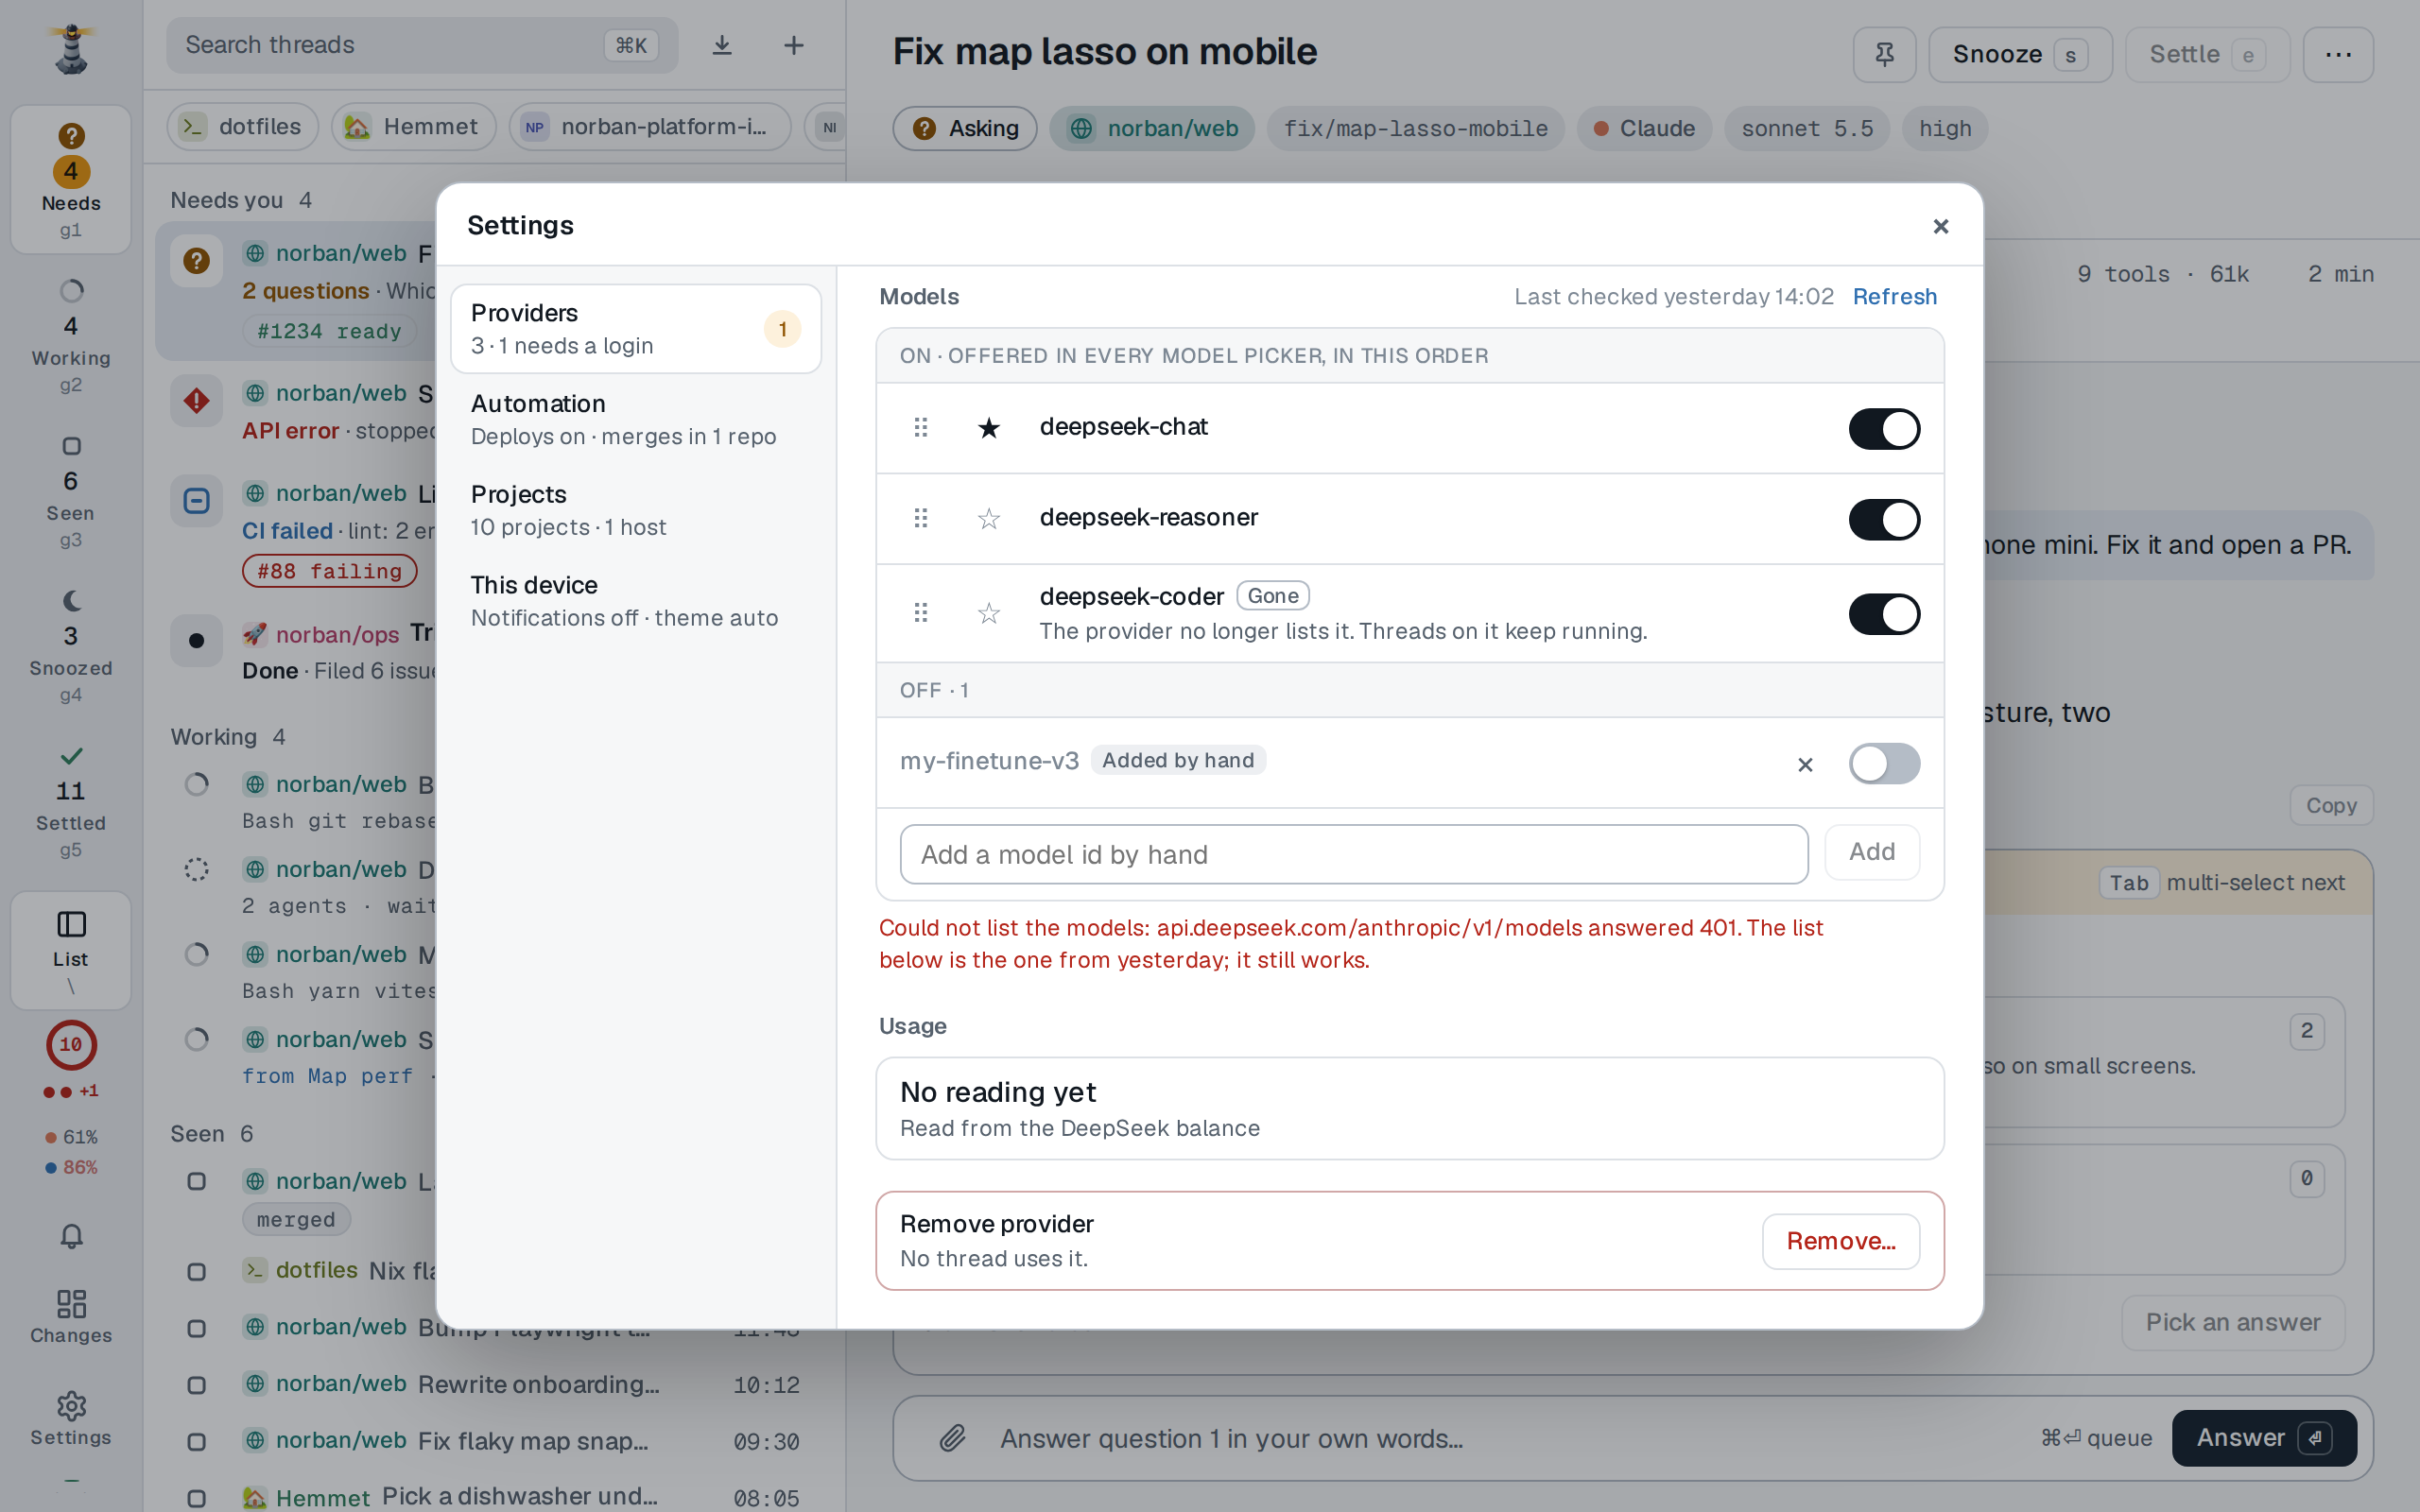 Search threads ⌘K
dotfiles Hemmet NP norban-platform-i... NI
4
Needs
g1
4
Working
g2
6
Seen
g3
3
Snoozed
g4
11
Settled
g5
List
\
10
+1
61%
86%
Changes
Settings
Needs you 4
norban/web F
2 questions · Whic
#1234 ready
norban/web S
API error · stopped
norban/web Li
CI failed · lint: 2 er
#88 failing
norban/ops Tr
Done · Filed 6 issue
Working 4
norban/web B
Bash git rebase
norban/web D
2 agents · wait
norban/web M
Bash yarn vites
norban/web S
from Map perf ·
Seen 6
norban/web L
merged
dotfiles Nix fla
norban/web Bump Playwright t...
norban/web Rewrite onboarding... 10:12
norban/web Fix flaky map snap... 09:30
Hemmet Pick a dishwasher und... 08:05
Fix map lasso on mobile
Snooze s Settle e ...
Asking norban/web fix/map-lasso-mobile Claude sonnet 5.5 high
9 tools · 61k 2 min
Settings
Providers
3 · 1 needs a login
1
Automation
Deploys on · merges in 1 repo
Projects
10 projects · 1 host
This device
Notifications off · theme auto
Models Last checked yesterday 14:02 Refresh
ON · OFFERED IN EVERY MODEL PICKER, IN THIS ORDER
deepseek-chat
deepseek-reasoner
deepseek-coder Gone
The provider no longer lists it. Threads on it keep running.
OFF · 1
my-finetune-v3 Added by hand
Add a model id by hand Add
Could not list the models: api.deepseek.com/anthropic/v1/models answered 401. The list
below is the one from yesterday; it still works.
Usage
No reading yet
Read from the DeepSeek balance
Remove provider
No thread uses it.
Remove...
none mini. Fix it and open a PR.
sture, two
Copy
Tab multi-select next
2
so on small screens.
0
Pick an answer
Answer question 1 in your own words...
⌘⏎ queue
Answer ⏎